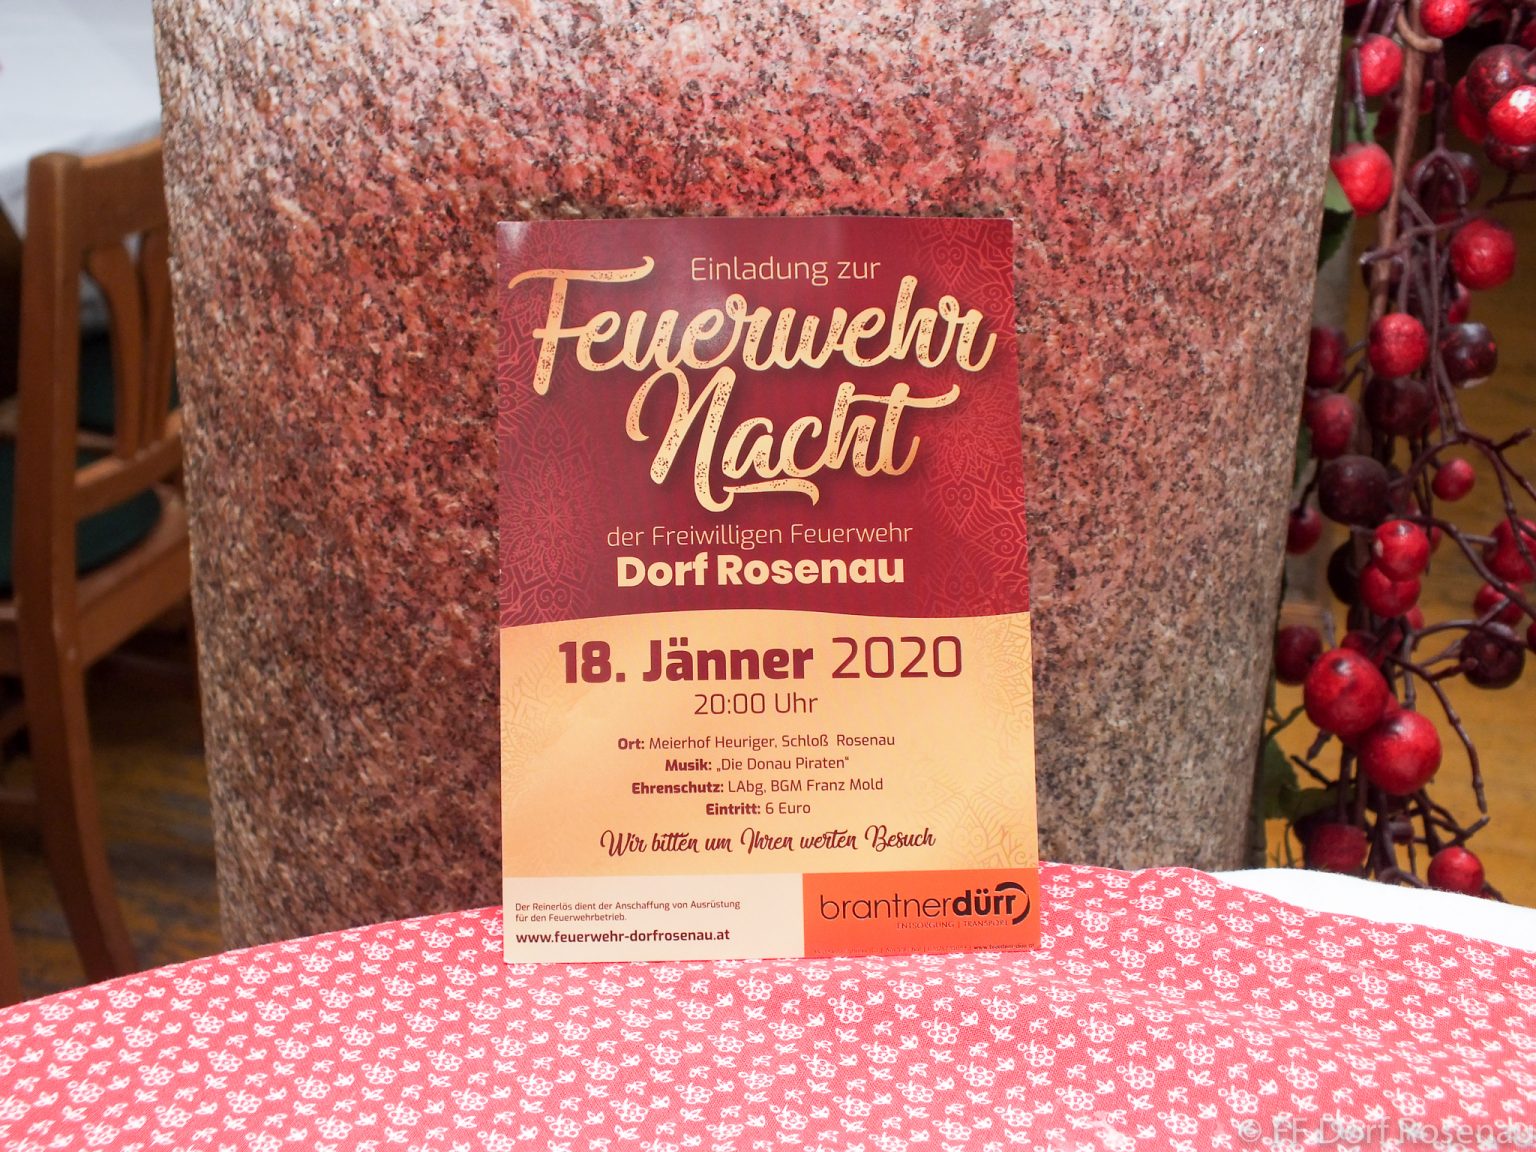 Einladung zur
Feuerwehr
Nacht
der Freiwilligen Feuerwehr
Dorf Rosenau
18. Jänner 2020
20:00 Uhr
Ort: Meierhof Heuriger, Schloß Rosenau
Musik: „Die Donau Piraten“
Ehrenschutz: LAbg, BGM Franz Mold
Eintritt: 6 Euro
Wir bitten um Ihren werten Besuch
Der Reinerlös dient der Anschaffung von Ausrüstung
für den Feuerwehrbetrieb.
www.feuerwehr-dorfrosenau.at
brantnerdürr
ENTSORGUNG | TRANSPORT
© FF Dorf Rosenau